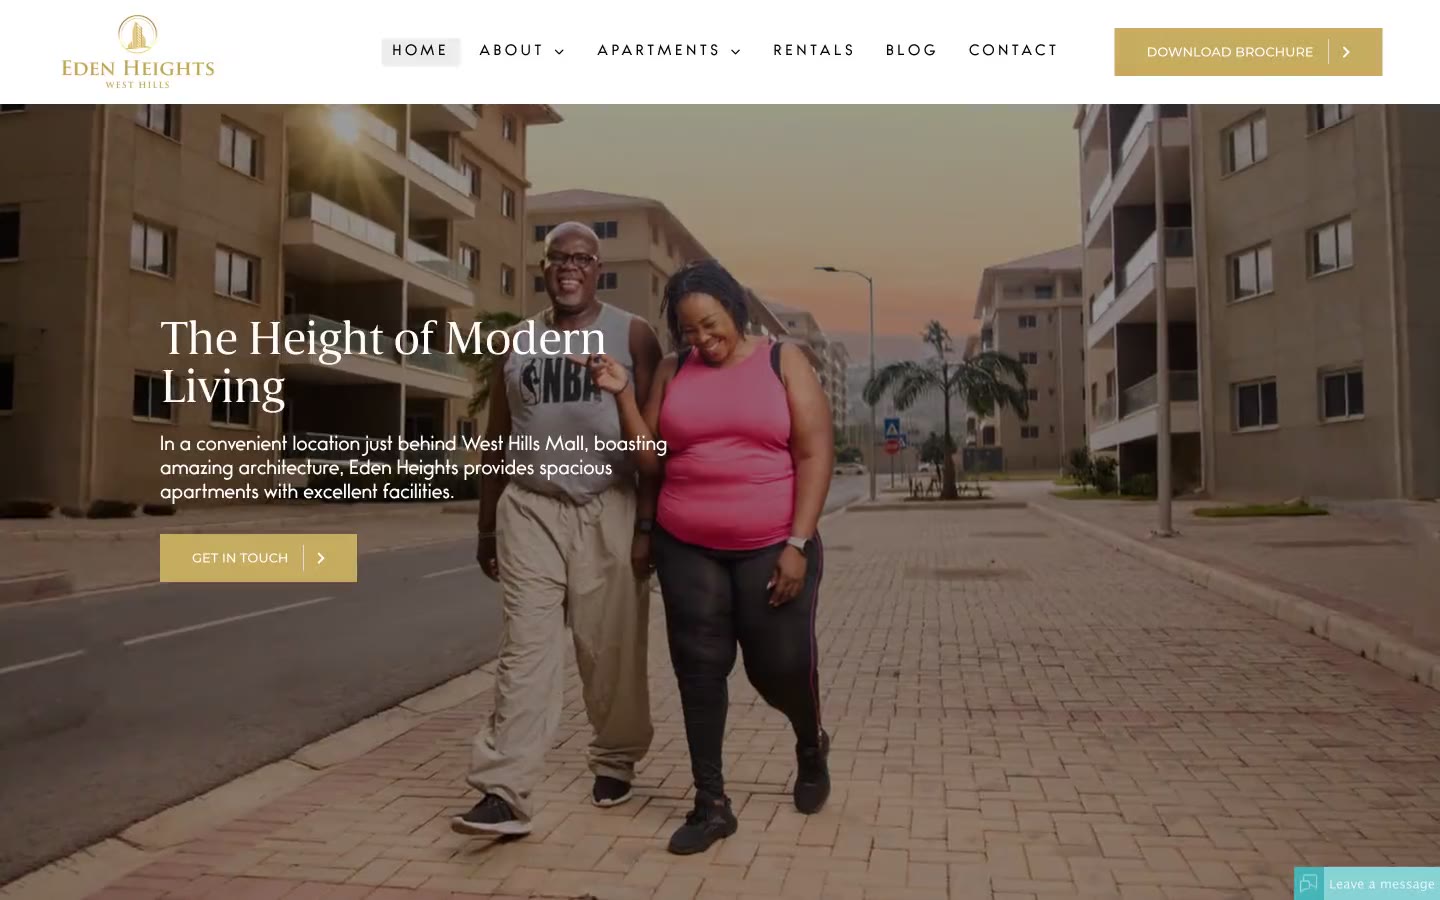 EDEN HEIGHTS
WEST HILLS
HOME
ABOUT
APARTMENTS
RENTALS
BLOG
CONTACT
DOWNLOAD BROCHURE
The Height of Modern
Living
NBA
In a convenient location just behind West Hills Mall, boasting
amazing architecture, Eden Heights provides spacious
apartments with excellent facilities.
GET IN TOUCH
Leave a message